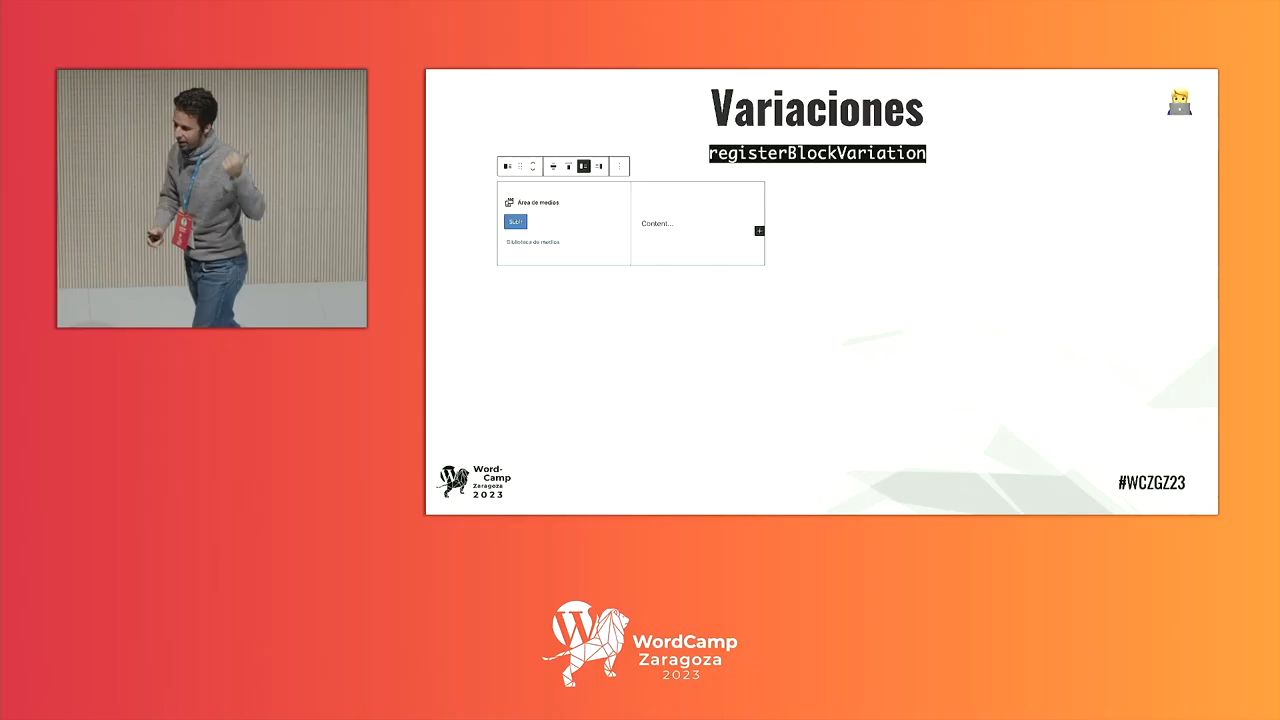 Variaciones
registerBlockVariation
Área de medios
Subir
Biblioteca de medios
Content...
Word-
Camp
Zaragoza
2023
#WCZGZ23
WordCamp
Zaragoza
2023